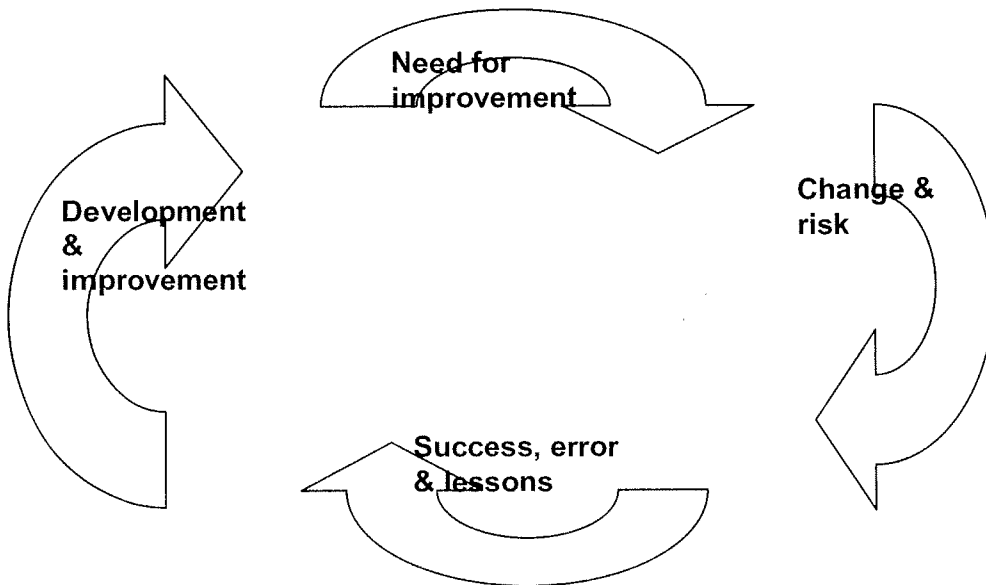 Need for
improvement
Change &
risk
Success, error
& lessons
Development
&
improvement